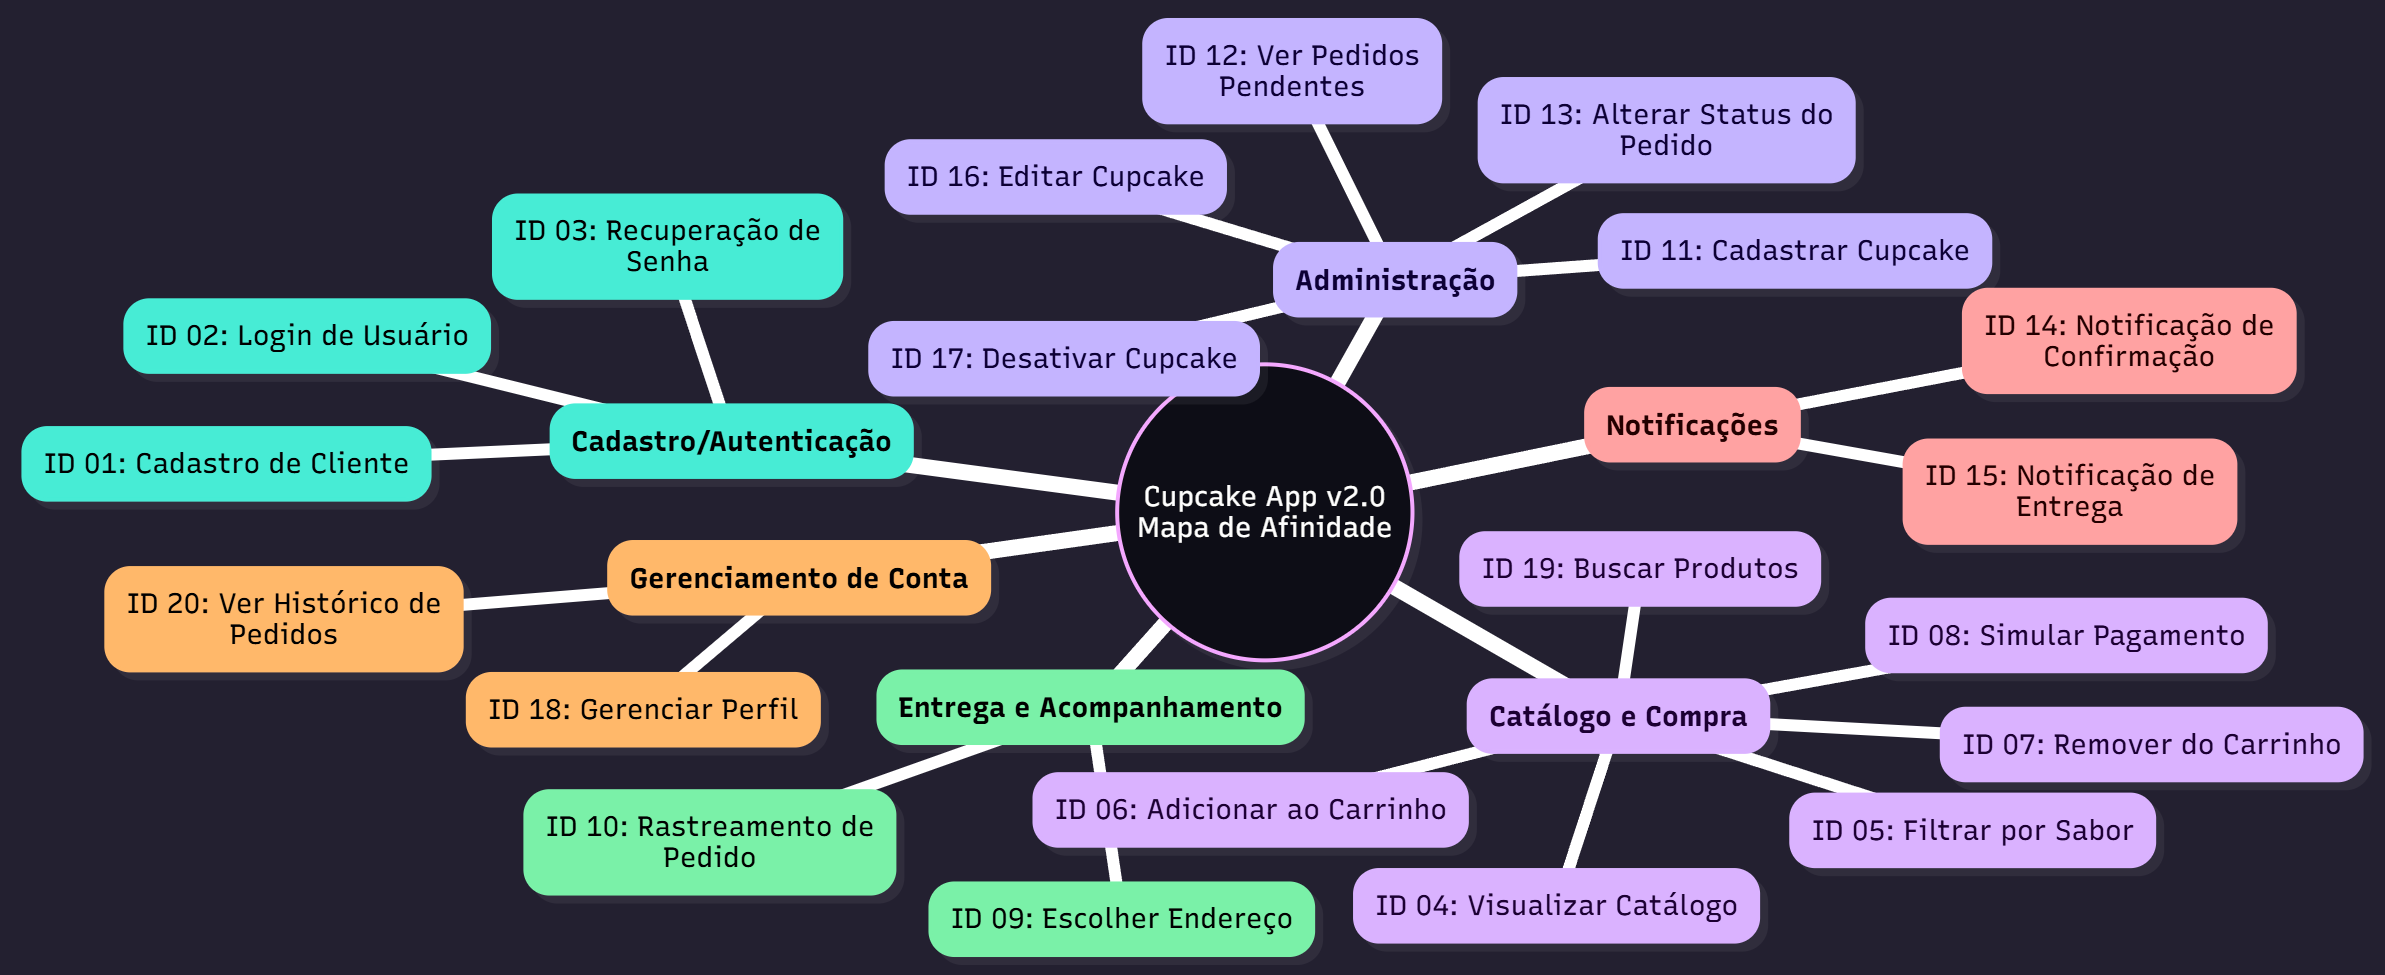 ID 12: Ver Pedidos
Pendentes
ID 13: Alterar Status do
Pedido
ID 16: Editar Cupcake
ID 11: Cadastrar Cupcake
Administração
ID 17: Desativar Cupcake
ID 03: Recuperação de
Senha
ID 02: Login de Usuário
ID 01: Cadastro de Cliente
Cadastro/Autenticação
ID 14: Notificação de
Confirmação
Notificações
ID 15: Notificação de
Entrega
Cupcake App v2.0
Mapa de Afinidade
Gerenciamento de Conta
ID 20: Ver Histórico de
Pedidos
ID 18: Gerenciar Perfil
Entrega e Acompanhamento
ID 10: Rastreamento de
Pedido
ID 09: Escolher Endereço
ID 19: Buscar Produtos
ID 08: Simular Pagamento
Catálogo e Compra
ID 07: Remover do Carrinho
ID 06: Adicionar ao Carrinho
ID 05: Filtrar por Sabor
ID 04: Visualizar Catálogo